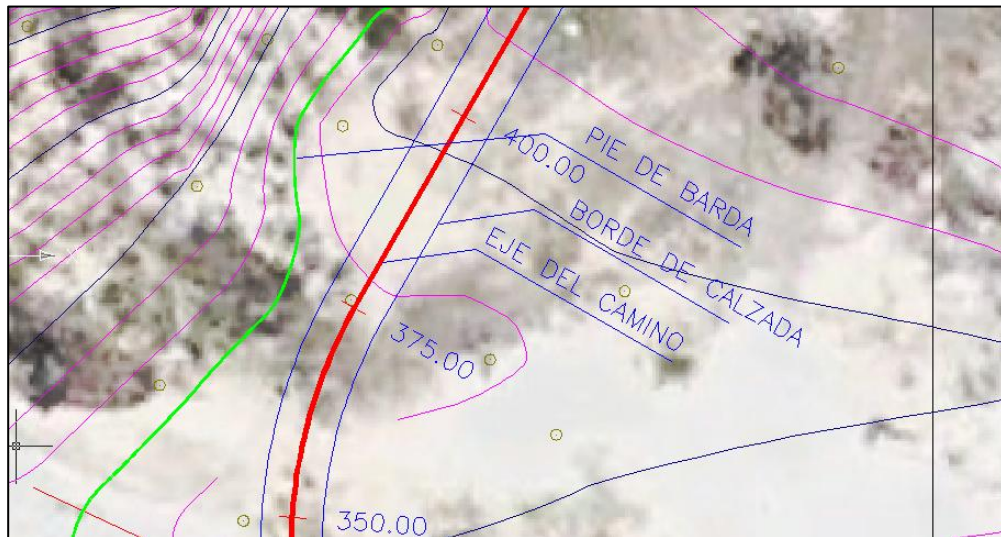 400.00
PIE DE BARDA
BORDE DE CALZADA
EJE DEL CAMINO
375.00
350.00